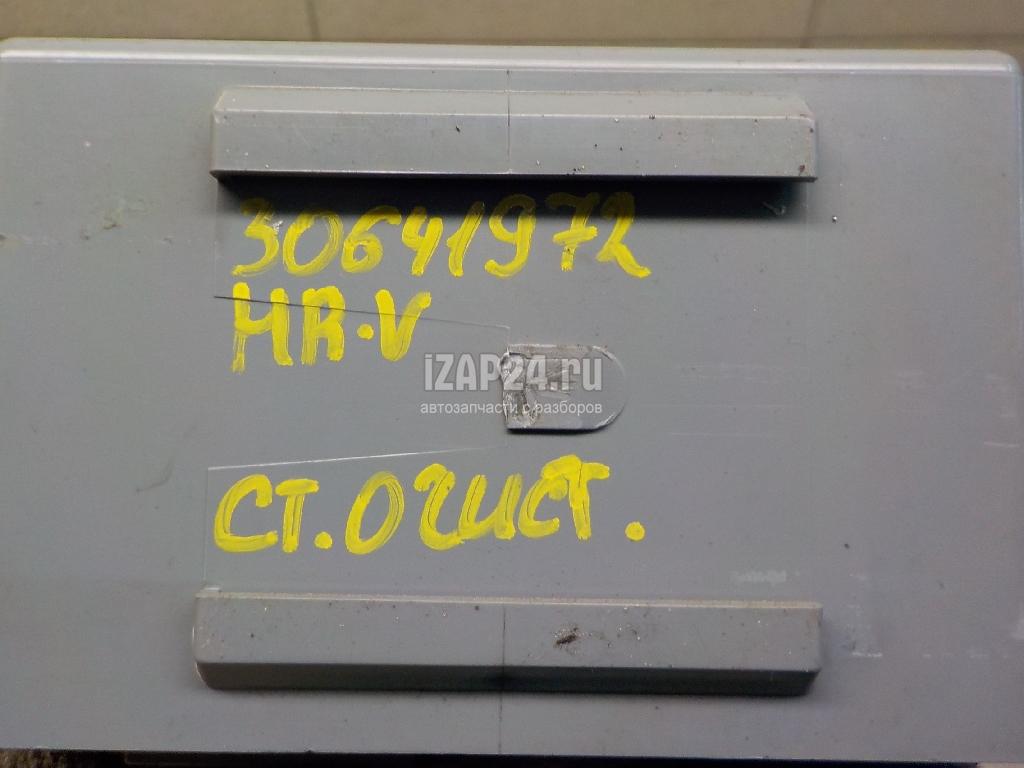 30641972
HR-V
iZAP24.ru
автозапчасти с разборов
СТ.ОЧИСТ.